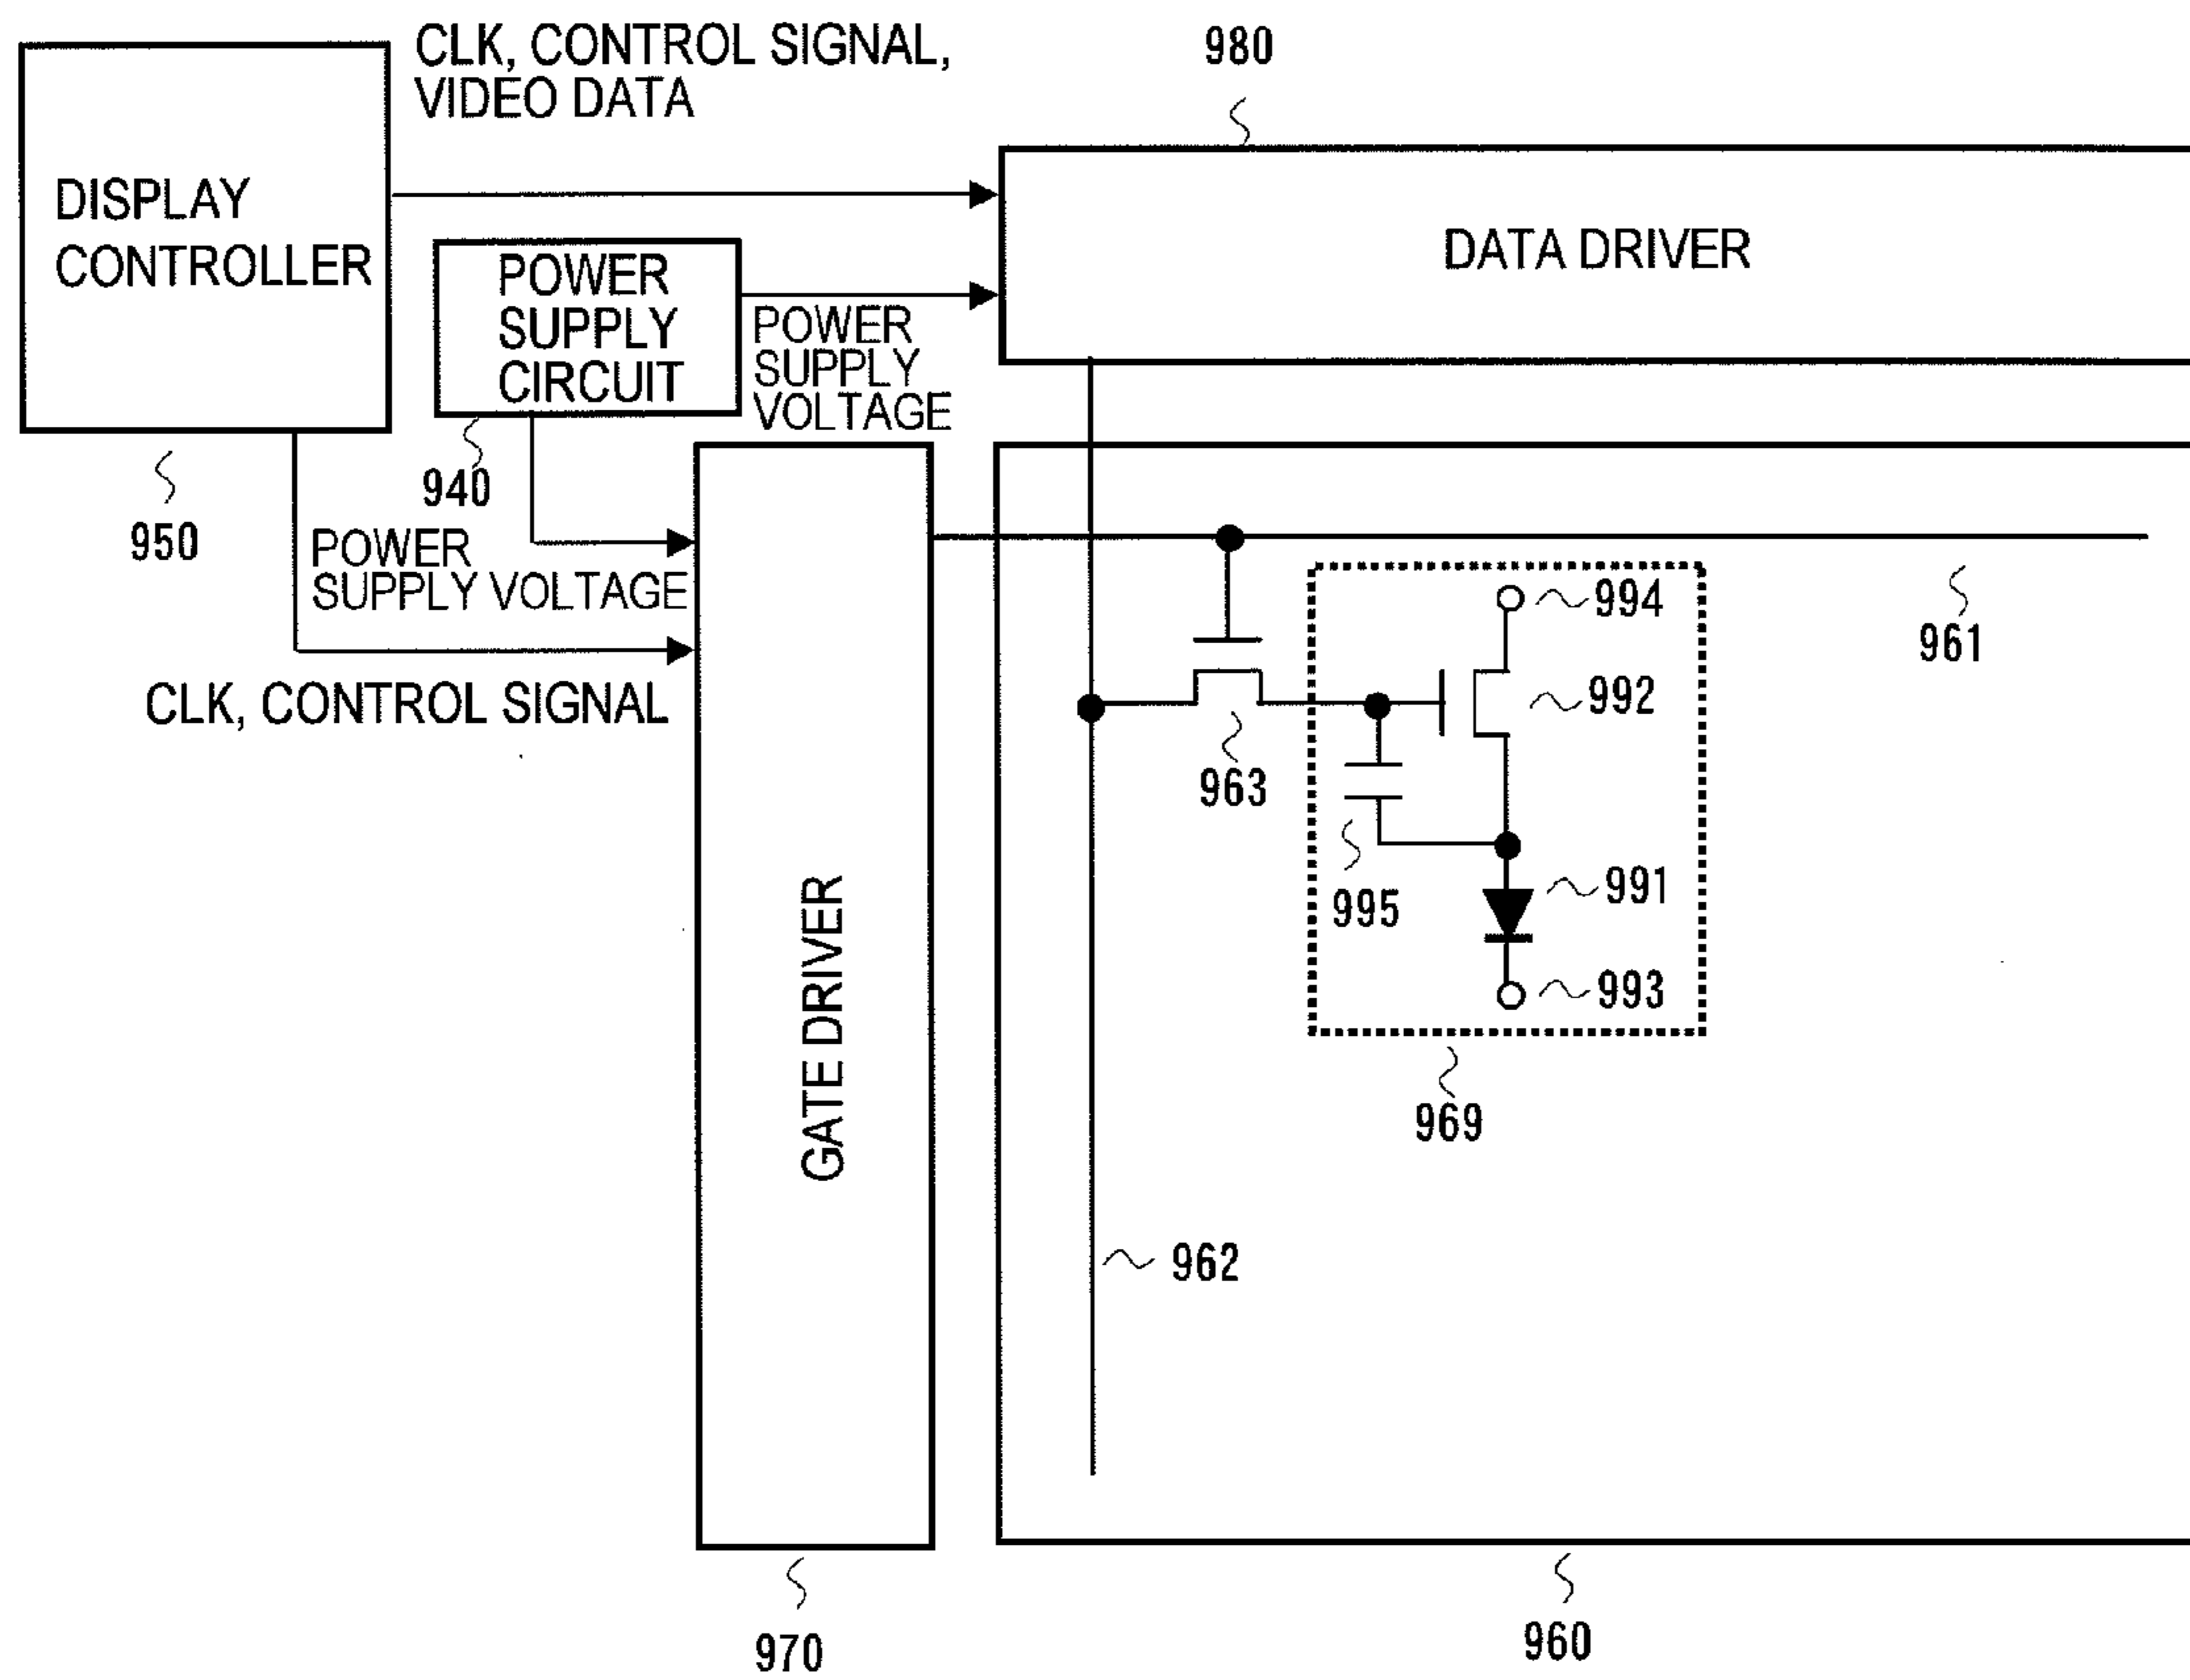 CLK, CONTROL SIGNAL,
VIDEO DATA
980
DISPLAY
CONTROLLER
POWER
SUPPLY
CIRCUIT
DATA DRIVER
POWER
SUPPLY
VOLTAGE
940
950
POWER
SUPPLY VOLTAGE
994
961
992
CLK, CONTROL SIGNAL
963
991
995
993
GATE DRIVER
969
962
970
960